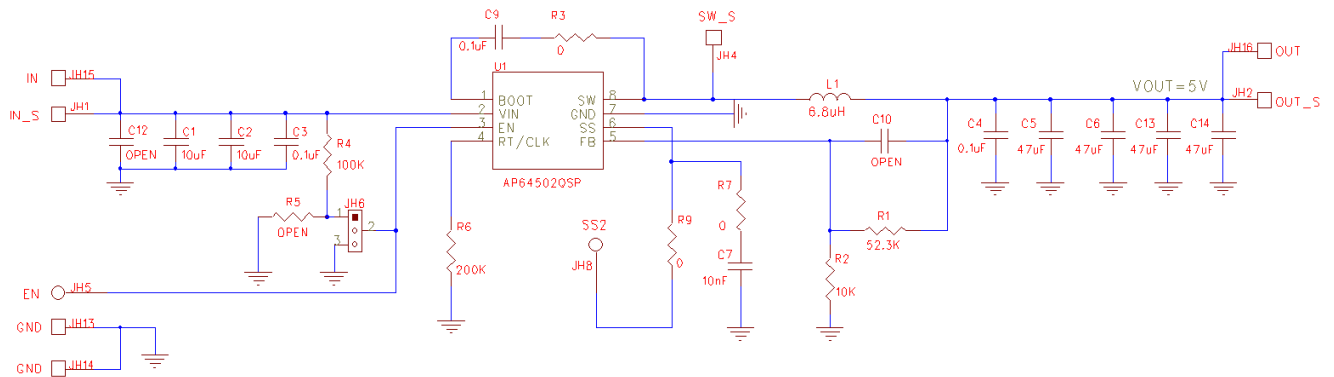 C9
0.1uF
R3
0
SW_S
JH4
IN
JH15
IN_S
JH1
U1
1
BOOT
2
VIN
3
EN
4
RT/CLK
SW
8
GND
7
SS
6
FB
5
AP64502QSP
L1
6.8uH
VOUT=5V
JH16
OUT
JH2
OUT_S
C12
OPEN
C1
10uF
C2
10uF
C3
0.1uF
R4
100K
C10
OPEN
C4
0.1uF
C5
47uF
C6
47uF
C13
47uF
C14
47uF
R5
OPEN
JH6
1
2
3
R6
200K
SS2
JH8
R9
0
R7
0
C7
10nF
R1
52.3K
R2
10K
EN
JH5
GND
JH13
GND
JH14